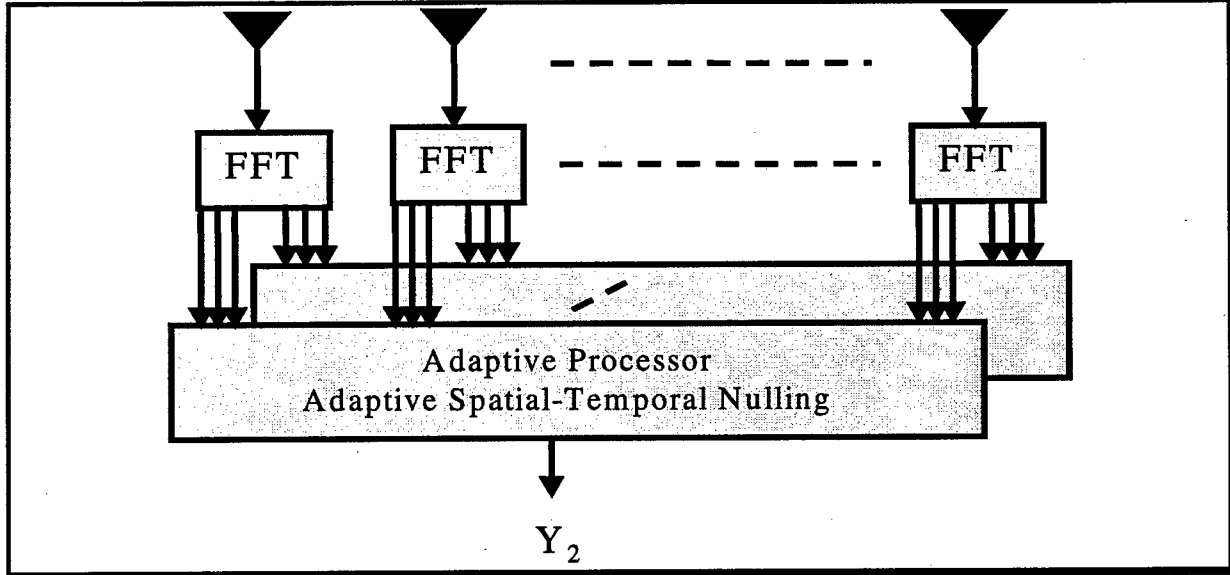 FFT
FFT
FFT
Adaptive Processor
Adaptive Spatial-Temporal Nulling
Y2